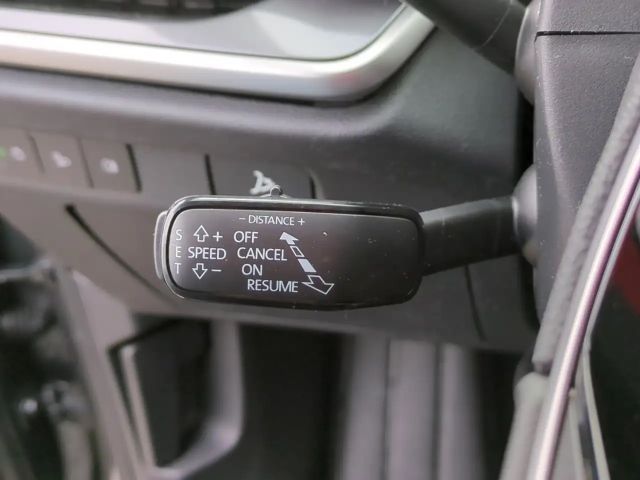 - DISTANCE +
S + OFF
E SPEED CANCEL
T - ON
RESUME